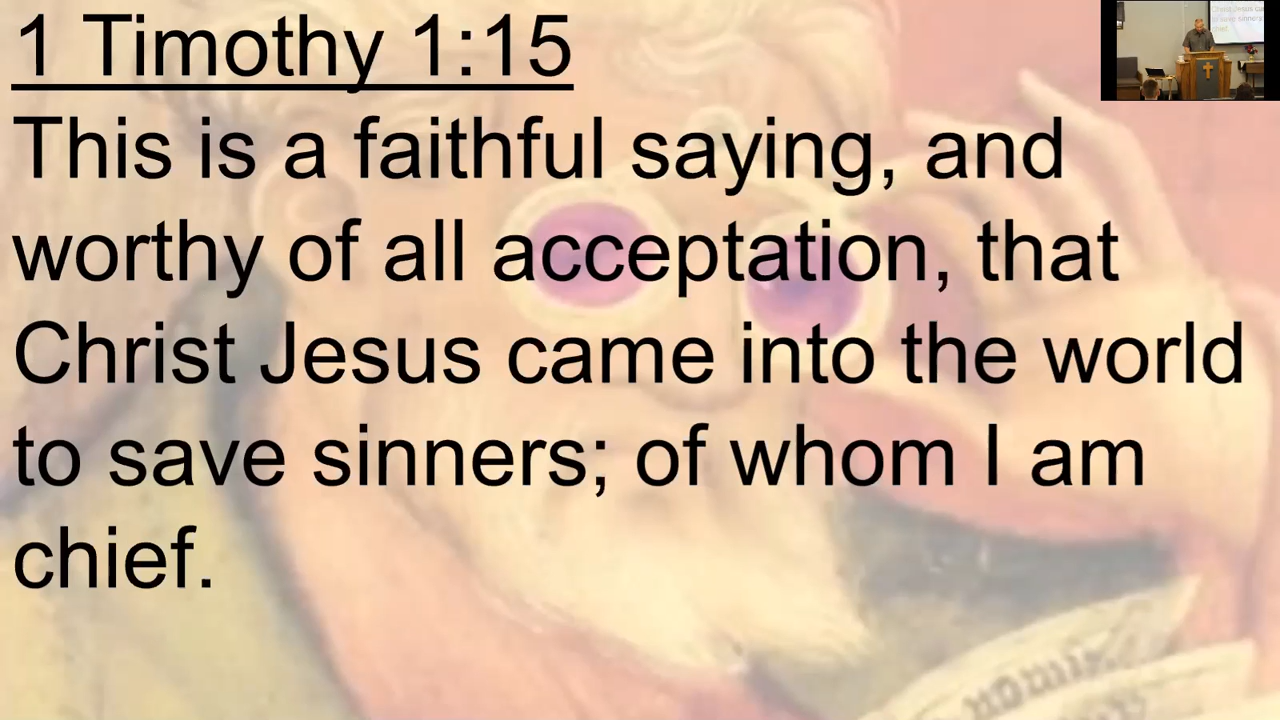 1 Timothy 1:15
This is a faithful saying, and
worthy of all acceptation, that
Christ Jesus came into the world
to save sinners; of whom I am
chief.